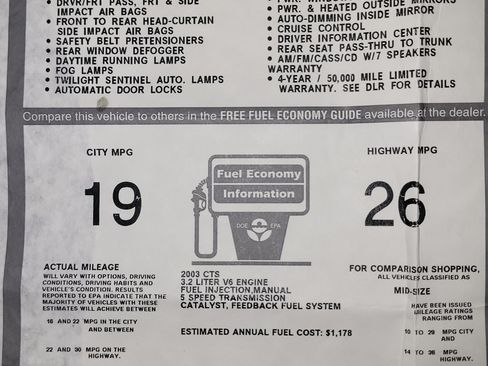 • DRVR/FRT PASS, FRT & SIDE
IMPACT AIR BAGS
• FRONT TO REAR HEAD-CURTAIN
SIDE IMPACT AIR BAGS
• SAFETY BELT PRETENSIONERS
• REAR WINDOW DEFOGGER
• DAYTIME RUNNING LAMPS
• FOG LAMPS
• TWILIGHT SENTINEL AUTO. LAMPS
• AUTOMATIC DOOR LOCKS
• PWR. & HEATED OUTSIDE MIRRORS
• AUTO-DIMMING INSIDE MIRROR
• CRUISE CONTROL
• DRIVER INFORMATION CENTER
• REAR SEAT PASS-THRU TO TRUNK
• AM/FM/CASS/CD W/7 SPEAKERS
WARRANTY
• 4-YEAR / 50,000 MILE LIMITED
WARRANTY. SEE DLR FOR DETAILS
Compare this vehicle to others in the FREE FUEL ECONOMY GUIDE available at the dealer.
CITY MPG
19
Fuel Economy
Information
DOE EPA
HIGHWAY MPG
26
ACTUAL MILEAGE
WILL VARY WITH OPTIONS, DRIVING
CONDITIONS, DRIVING HABITS AND
VEHICLE'S CONDITION. RESULTS
REPORTED TO EPA INDICATE THAT THE
MAJORITY OF VEHICLES WITH THESE
ESTIMATES WILL ACHIEVE BETWEEN
16 AND 22 MPG IN THE CITY
AND BETWEEN
22 AND 30 MPG ON THE
HIGHWAY.
2003 CTS
3.2 LITER V6 ENGINE
FUEL INJECTION,MANUAL
5 SPEED TRANSMISSION
CATALYST, FEEDBACK FUEL SYSTEM
ESTIMATED ANNUAL FUEL COST: $1,178
FOR COMPARISON SHOPPING,
ALL VEHICLES CLASSIFIED AS
MID-SIZE
HAVE BEEN ISSUED
MILEAGE RATINGS
RANGING FROM
10 TO 29 MPG CITY
AND
14 TO 36 MPG
HIGHWAY.